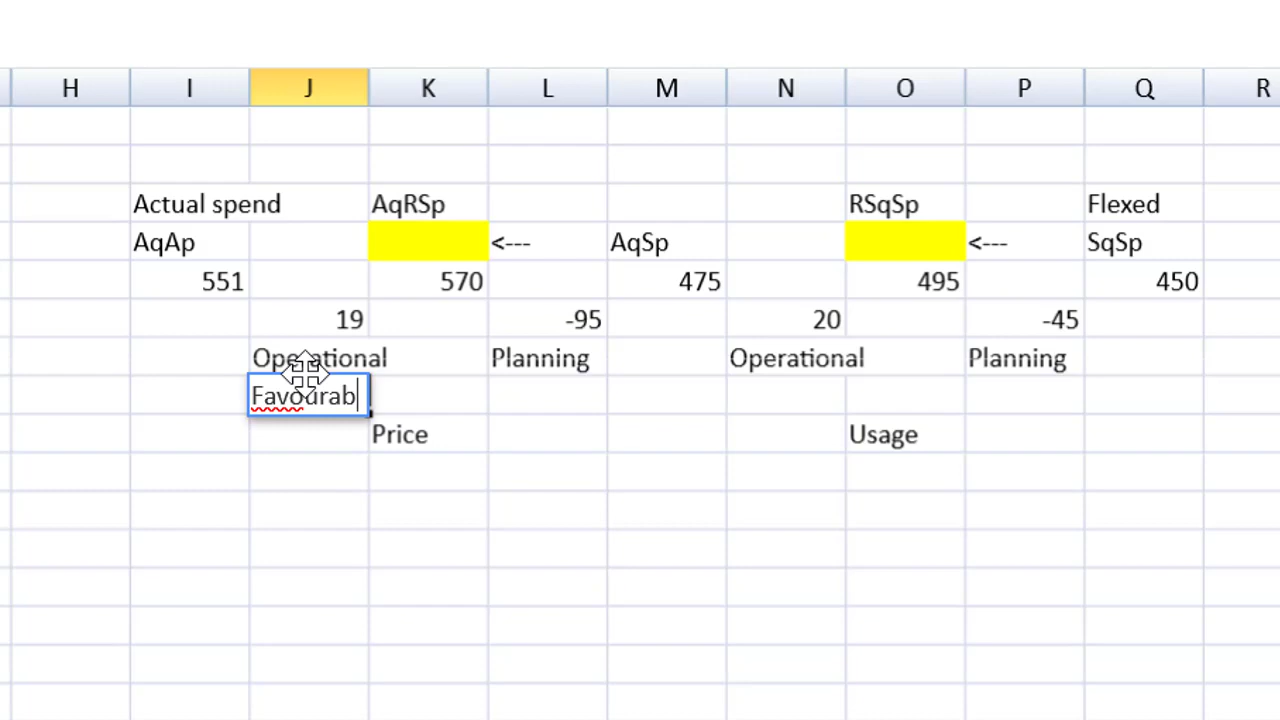 H I J K L M N O P Q R
Actual spend AqRSp RSqSp Flexed
AqAp <--- AqSp <--- SqSp
551 570 475 495 450
19 -95 20 -45
Operational Planning Operational Planning
Favourab
Price Usage